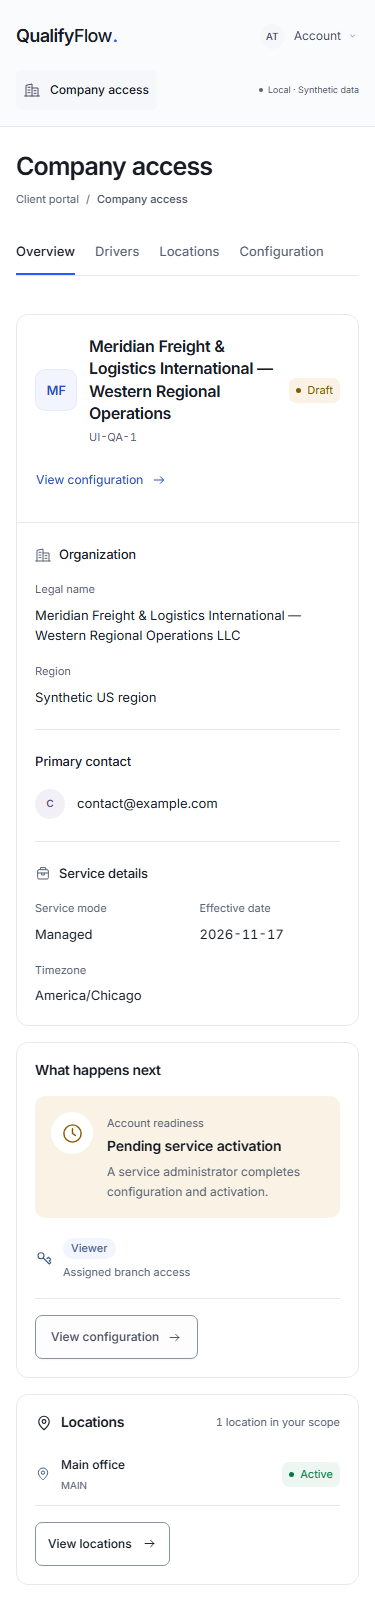 QualifyFlow.
AT Account
Company access
Local · Synthetic data
Company access
Client portal / Company access
Overview Drivers Locations Configuration
MF
Meridian Freight &
Logistics International —
Western Regional
Operations
UI-QA-1
Draft
View configuration →
Organization
Legal name
Meridian Freight & Logistics International —
Western Regional Operations LLC
Region
Synthetic US region
Primary contact
C contact@example.com
Service details
Service mode Effective date
Managed 2026-11-17
Timezone
America/Chicago
What happens next
Account readiness
Pending service activation
A service administrator completes
configuration and activation.
Viewer
Assigned branch access
View configuration →
Locations 1 location in your scope
Main office
MAIN
Active
View locations →